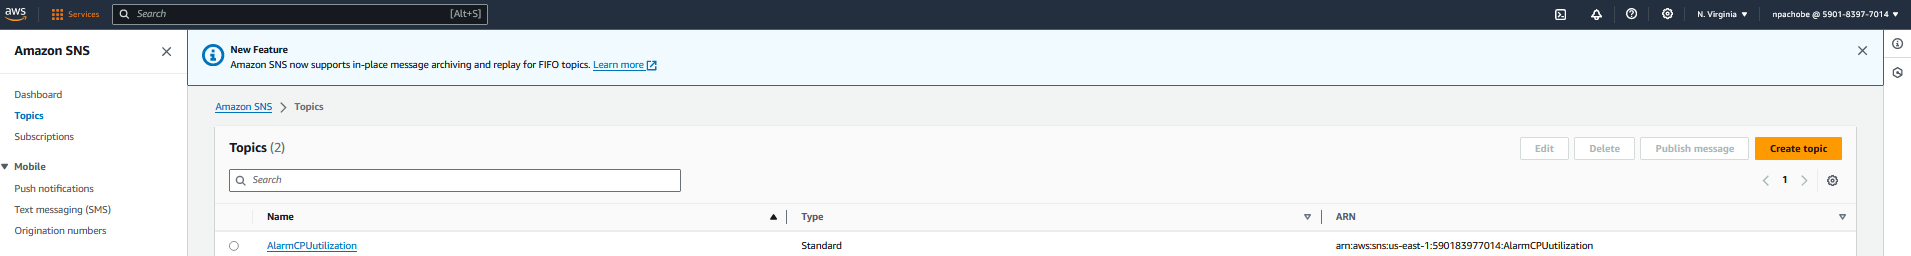 aws Services Search [Alt+S] N. Virginia npachobe @ 5901-8397-7014
Amazon SNS
New Feature
Amazon SNS now supports in-place message archiving and replay for FIFO topics. Learn more
Dashboard
Topics
Subscriptions
Mobile
Push notifications
Text messaging (SMS)
Origination numbers
Amazon SNS > Topics
Topics (2) Edit Delete Publish message Create topic
Search 1
Name Type ARN
AlarmCPUutilization Standard arn:aws:sns:us-east-1:590183977014:AlarmCPUutilization